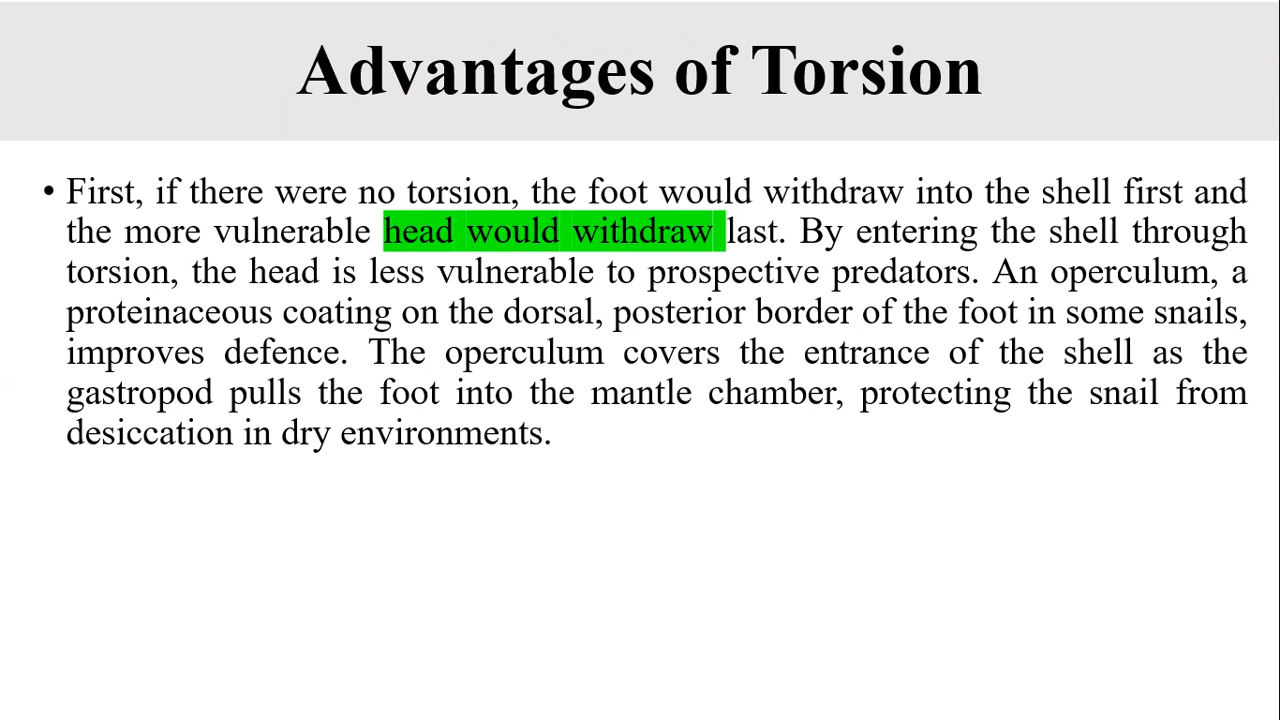 Advantages of Torsion
• First, if there were no torsion, the foot would withdraw into the shell first and
the more vulnerable head would withdraw last. By entering the shell through
torsion, the head is less vulnerable to prospective predators. An operculum, a
proteinaceous coating on the dorsal, posterior border of the foot in some snails,
improves defence. The operculum covers the entrance of the shell as the
gastropod pulls the foot into the mantle chamber, protecting the snail from
desiccation in dry environments.